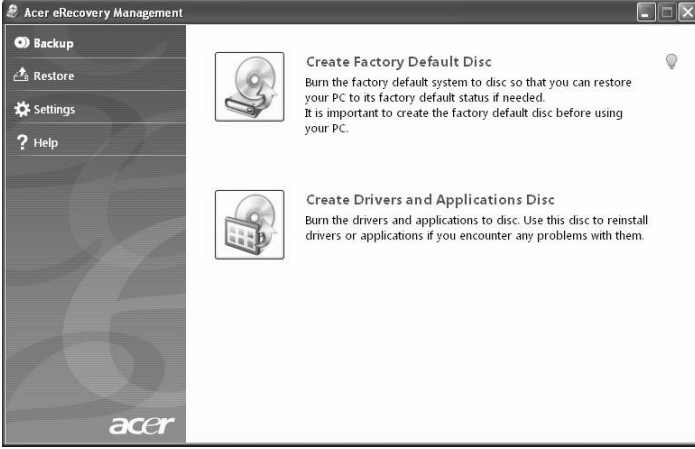 Acer eRecovery Management
Backup
Restore
Settings
Help
Create Factory Default Disc
Burn the factory default system to disc so that you can restore
your PC to its factory default status if needed.
It is important to create the factory default disc before using
your PC.
Create Drivers and Applications Disc
Burn the drivers and applications to disc. Use this disc to reinstall
drivers or applications if you encounter any problems with them.
acer